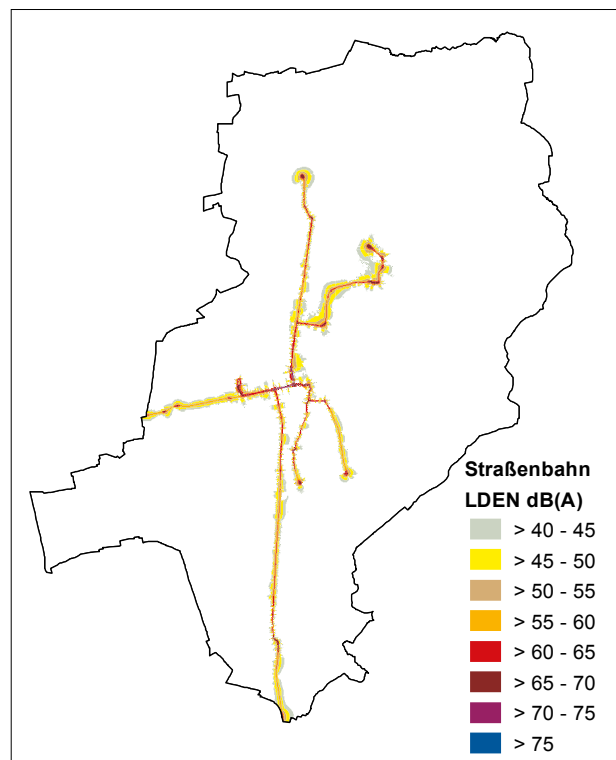 Straßenbahn
LDEN dB(A)
> 40 - 45
> 45 - 50
> 50 - 55
> 55 - 60
> 60 - 65
> 65 - 70
> 70 - 75
> 75